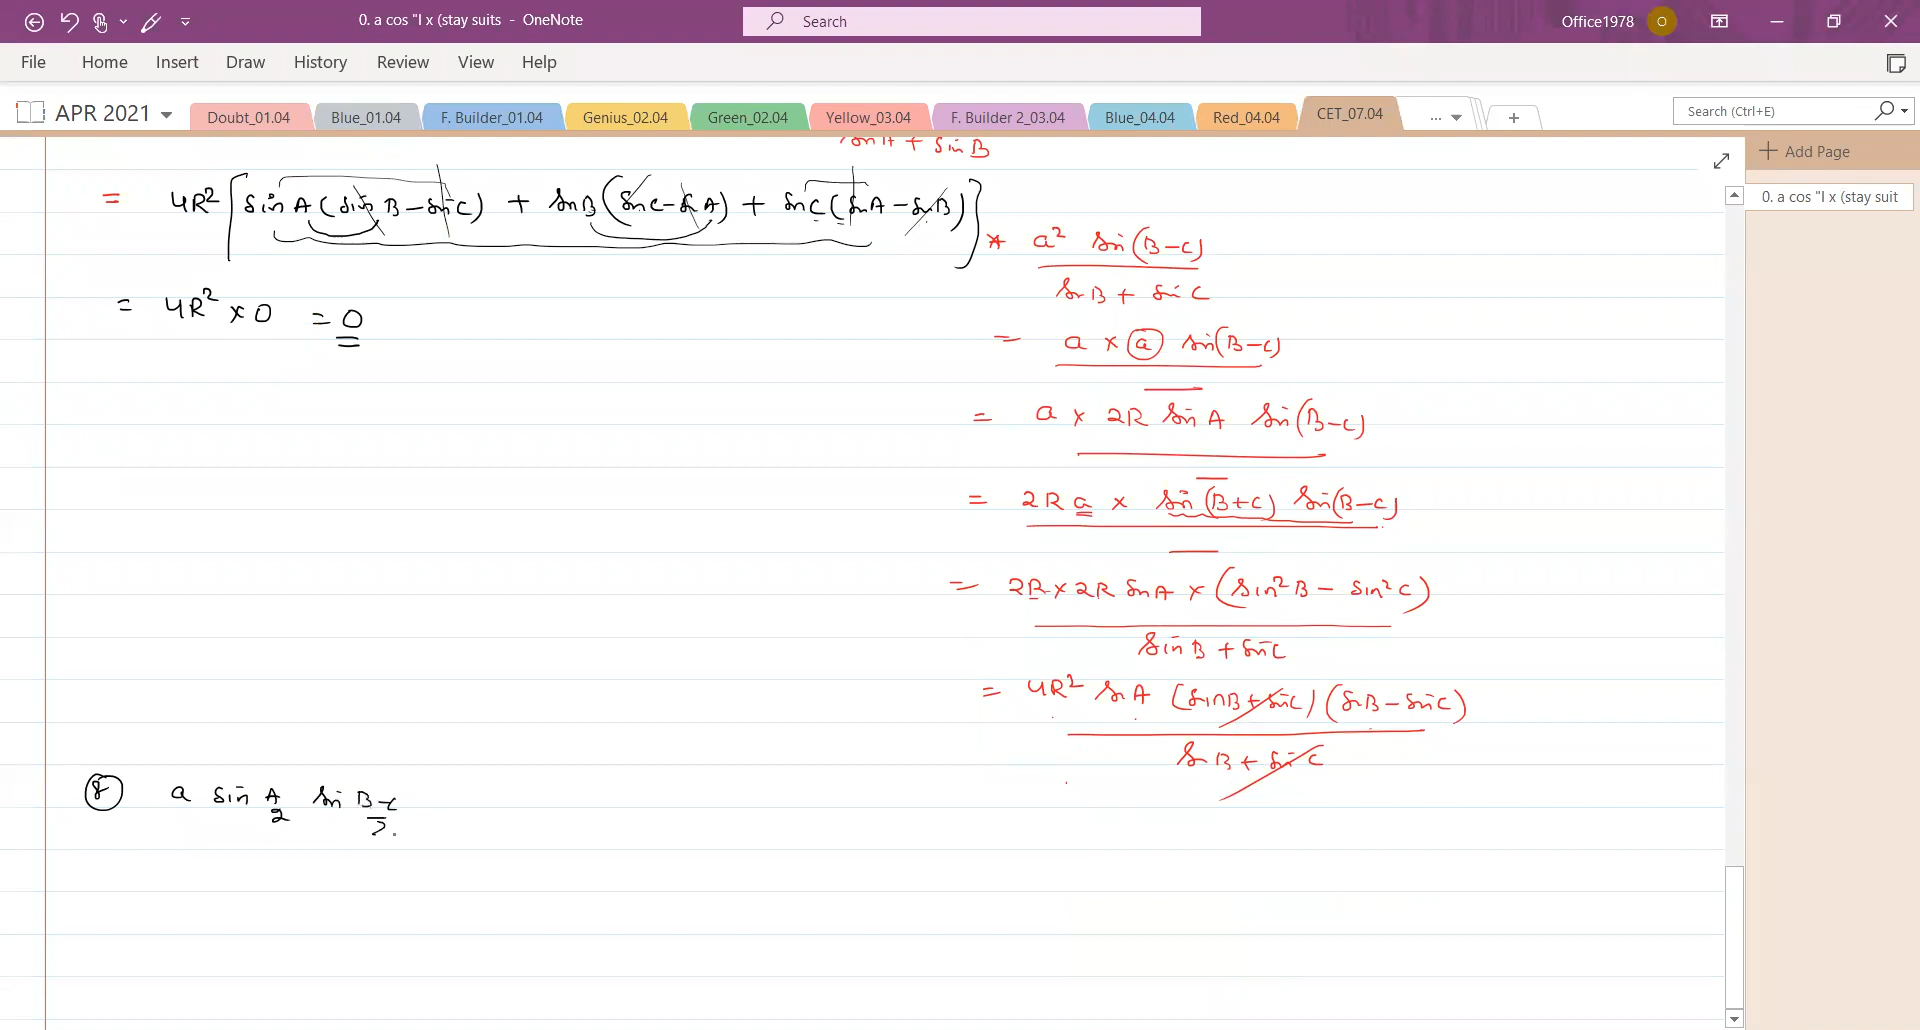 0. a cos "I x (stay suits - OneNote
Search
Office1978
O
File Home Insert Draw History Review View Help
APR 2021
Doubt_01.04 Blue_01.04 F. Builder_01.04 Genius_02.04 Green_02.04 Yellow_03.04 F. Builder 2_03.04 Blue_04.04 Red_04.04 CET_07.04 ... +
Search (Ctrl+E)
+ Add Page
0. a cos "I x (stay suit
sin A + sin B
= 4R² [sin A (sin B - sin C) + sin B (sin C - sin A) + sin C (sin A - sin B)]
= 4R² × 0 = 0
* a² sin (B-C)
sin B + sin C
= a × a sin (B-C)
= a × 2R sin A sin (B-C)
= 2R a × sin (B+C) sin (B-C)
= 2R × 2R sin A × (sin² B - sin² C)
sin B + sin C
= 4R² sin A (sin B + sin C) (sin B - sin C)
sin B + sin C
8 a sin A/2 sin B-C/2